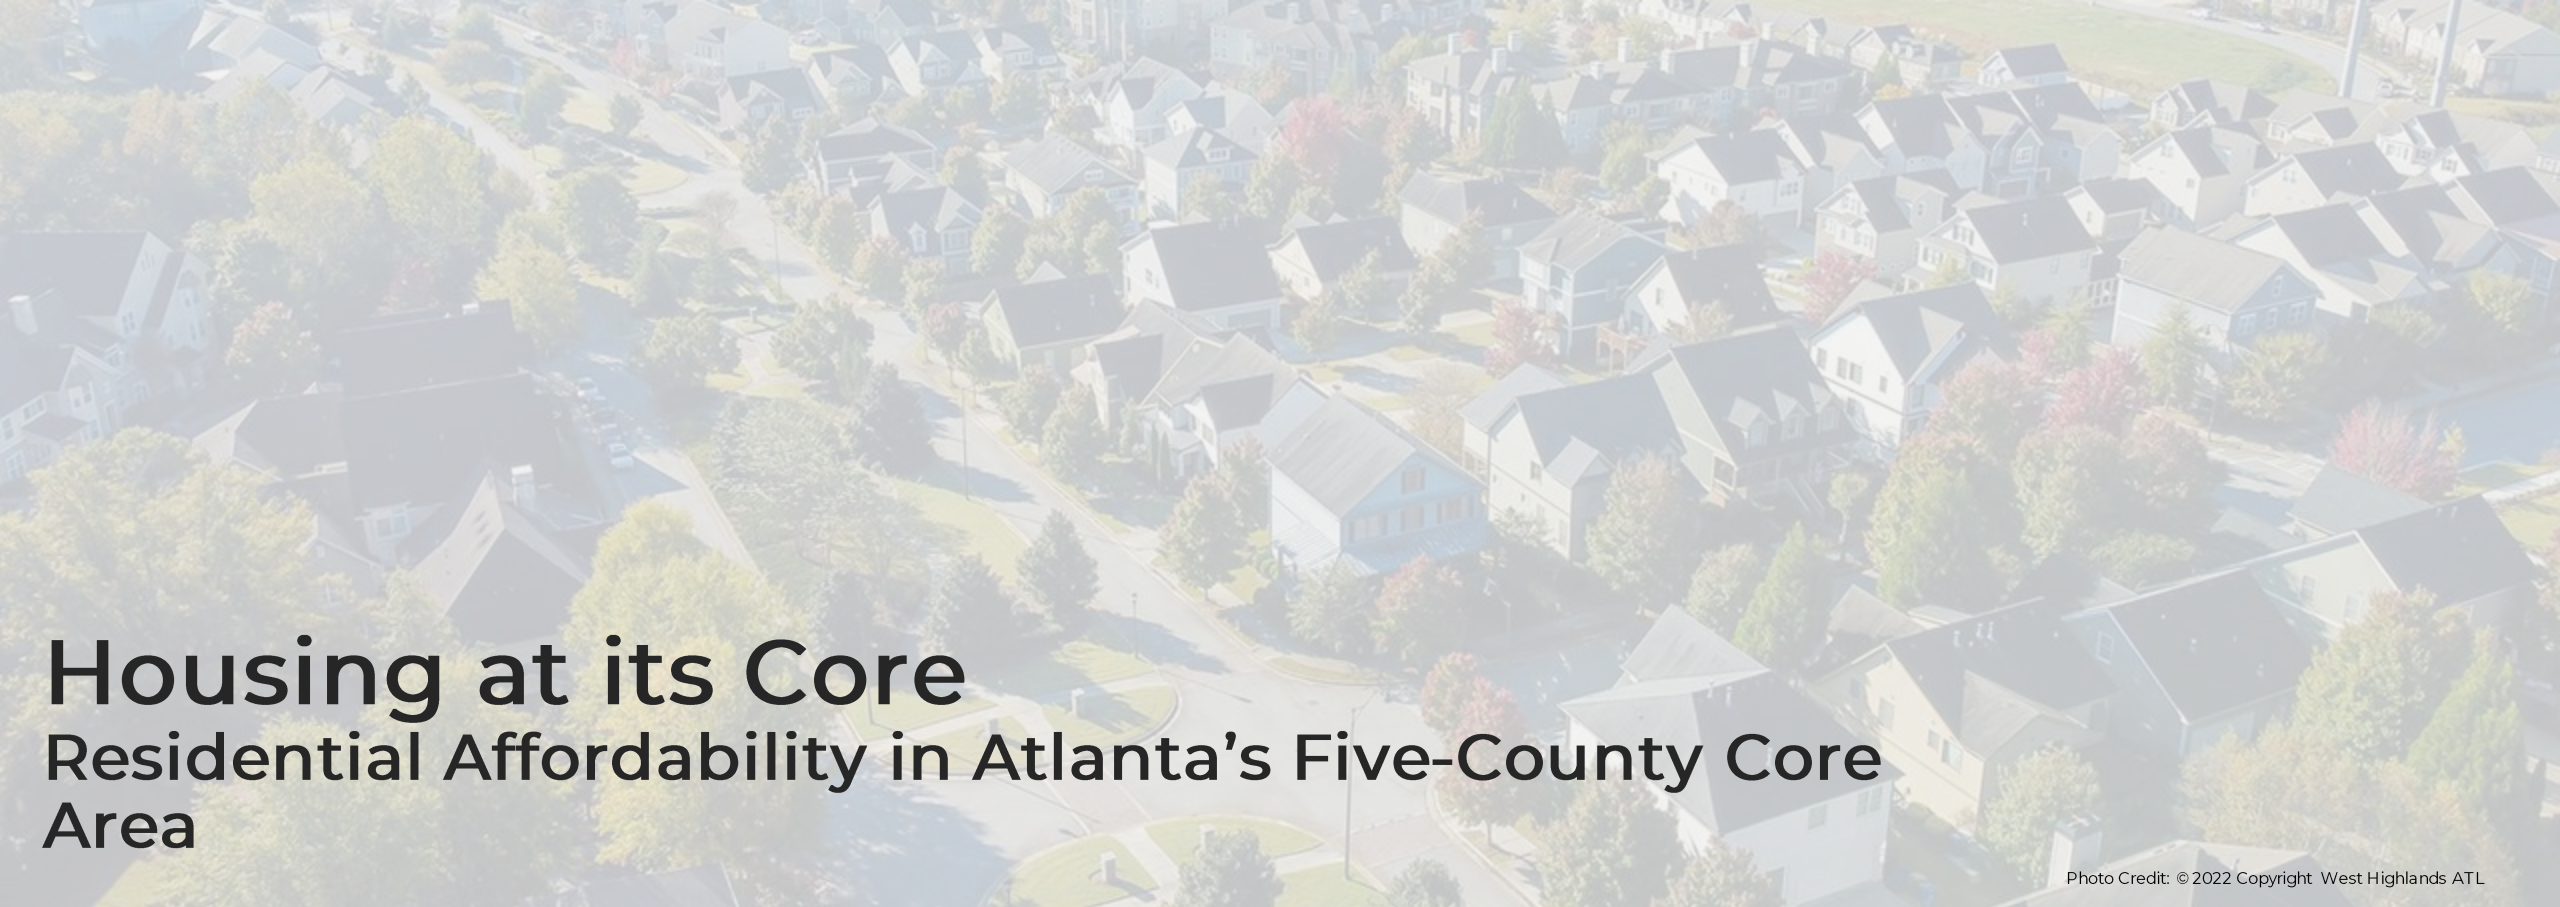 Housing at its Core
Residential Affordability in Atlanta’s Five-County Core
Area
Photo Credit: ©2022 Copyright West Highlands ATL